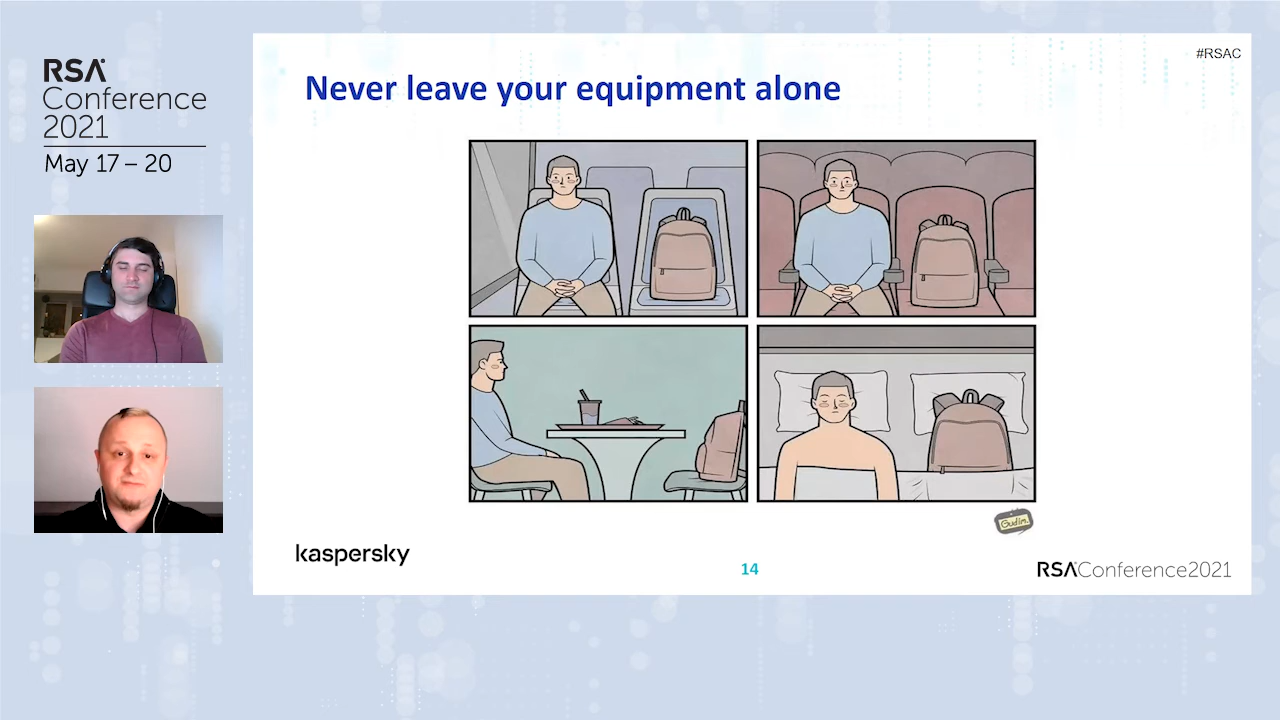 RSA
Conference
2021
May 17 – 20
#RSAC
Never leave your equipment alone
Gudim.
kaspersky
14
RSAConference2021